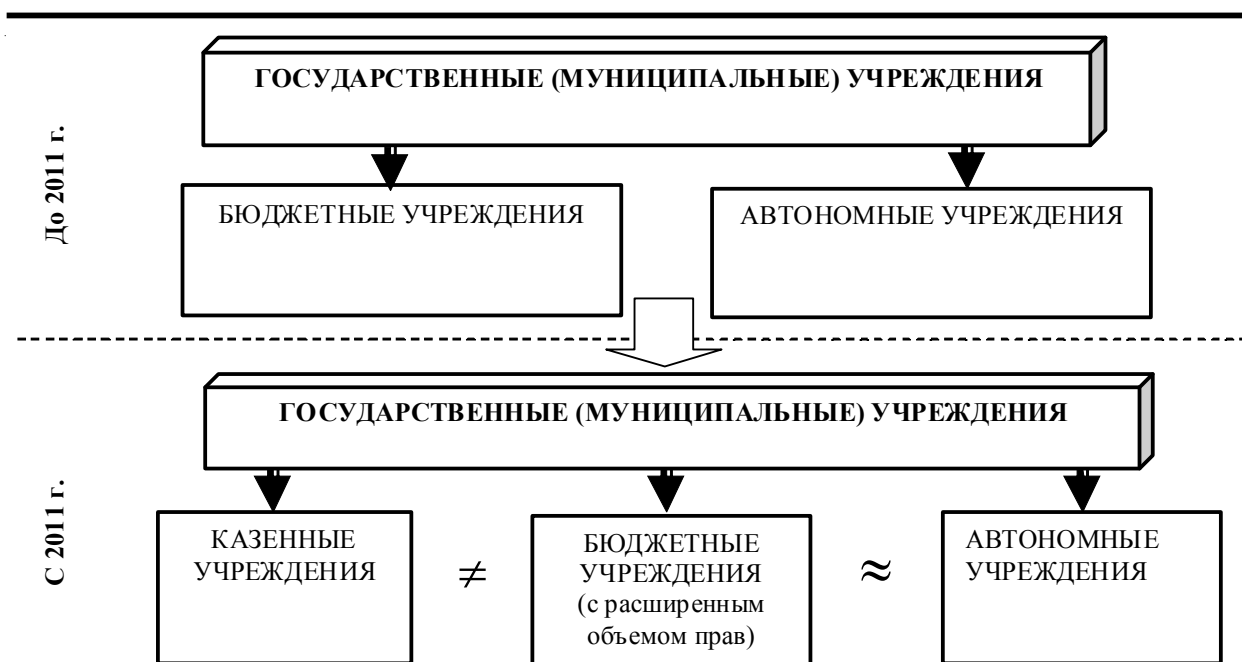 До 2011 г.
ГОСУДАРСТВЕННЫЕ (МУНИЦИПАЛЬНЫЕ) УЧРЕЖДЕНИЯ
БЮДЖЕТНЫЕ УЧРЕЖДЕНИЯ
АВТОНОМНЫЕ УЧРЕЖДЕНИЯ
С 2011 г.
ГОСУДАРСТВЕННЫЕ (МУНИЦИПАЛЬНЫЕ) УЧРЕЖДЕНИЯ
КАЗЕННЫЕ
УЧРЕЖДЕНИЯ
≠
БЮДЖЕТНЫЕ
УЧРЕЖДЕНИЯ
(с расширенным
объемом прав)
≈
АВТОНОМНЫЕ
УЧРЕЖДЕНИЯ